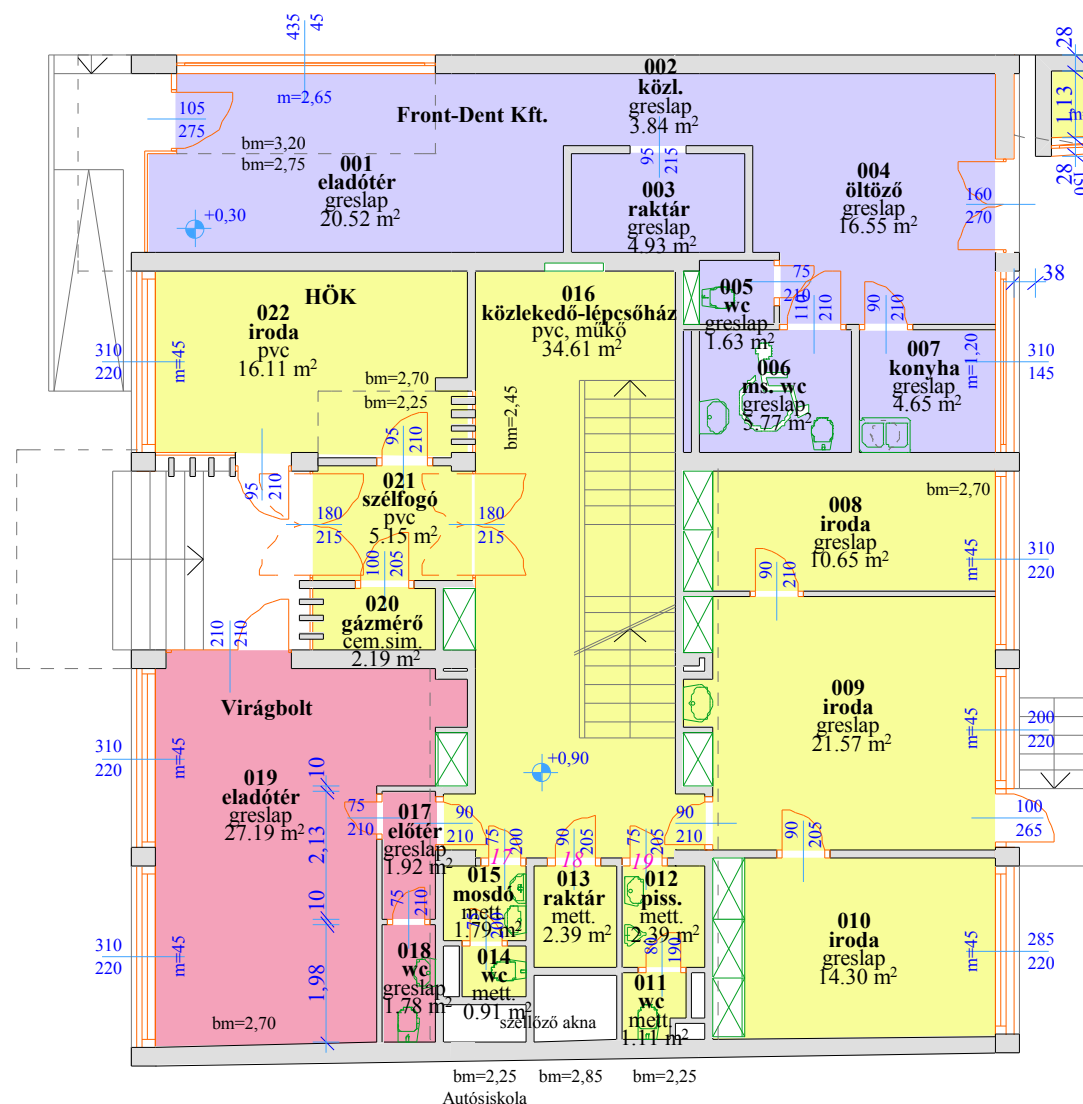 435
45
28
1,13
m=
28
150
002
közl.
greslap
3.84 m²
m=2,65
Front-Dent Kft.
105
275
bm=3,20
bm=2,75
95
215
001
eladótér
greslap
20.52 m²
+0,30
003
raktár
greslap
4.93 m²
004
öltöző
greslap
16.55 m²
160
270
38
HÖK
022
iroda
pvc
16.11 m²
310
220
m=45
bm=2,70
bm=2,25
95
210
016
közlekedő-lépcsőház
pvc, műkő
34.61 m²
bm=2,45
005
wc
greslap
1.63 m²
75
210
110
210
90
210
006
ms. wc
greslap
5.77 m²
007
konyha
greslap
4.65 m²
m=1,20
310
145
95
210
021
szélfogó
pvc
5.15 m²
180
215
180
215
100
205
008
iroda
greslap
10.65 m²
bm=2,70
m=45
310
220
90
210
020
gázmérő
cem.sim.
2.19 m²
210
210
009
iroda
greslap
21.57 m²
m=45
200
220
Virágbolt
310
220
m=45
019
eladótér
greslap
27.19 m²
10
2,13
10
1,98
+0,90
75
210
017
előtér
greslap
1.92 m²
90
210
75
200
17
90
205
18
75
205
19
90
210
90
205
100
265
015
mosdó
mett.
1.79 m²
013
raktár
mett.
2.39 m²
012
piss.
mett.
2.39 m²
75
210
75
200
80
190
010
iroda
greslap
14.30 m²
m=45
285
220
310
220
m=45
018
wc
greslap
1.78 m²
014
wc
mett.
0.91 m²
011
wc
mett.
1.11 m²
bm=2,70
szellőző akna
bm=2,25
bm=2,85
bm=2,25
Autósiskola